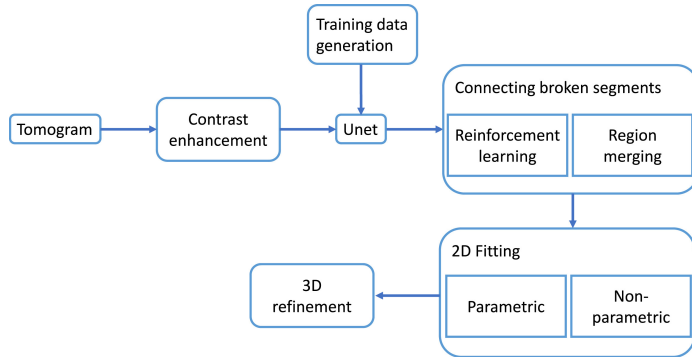 Training data
generation
Tomogram
Contrast
enhancement
Unet
Connecting broken segments
Reinforcement
learning
Region
merging
2D Fitting
Parametric
Non-
parametric
3D
refinement